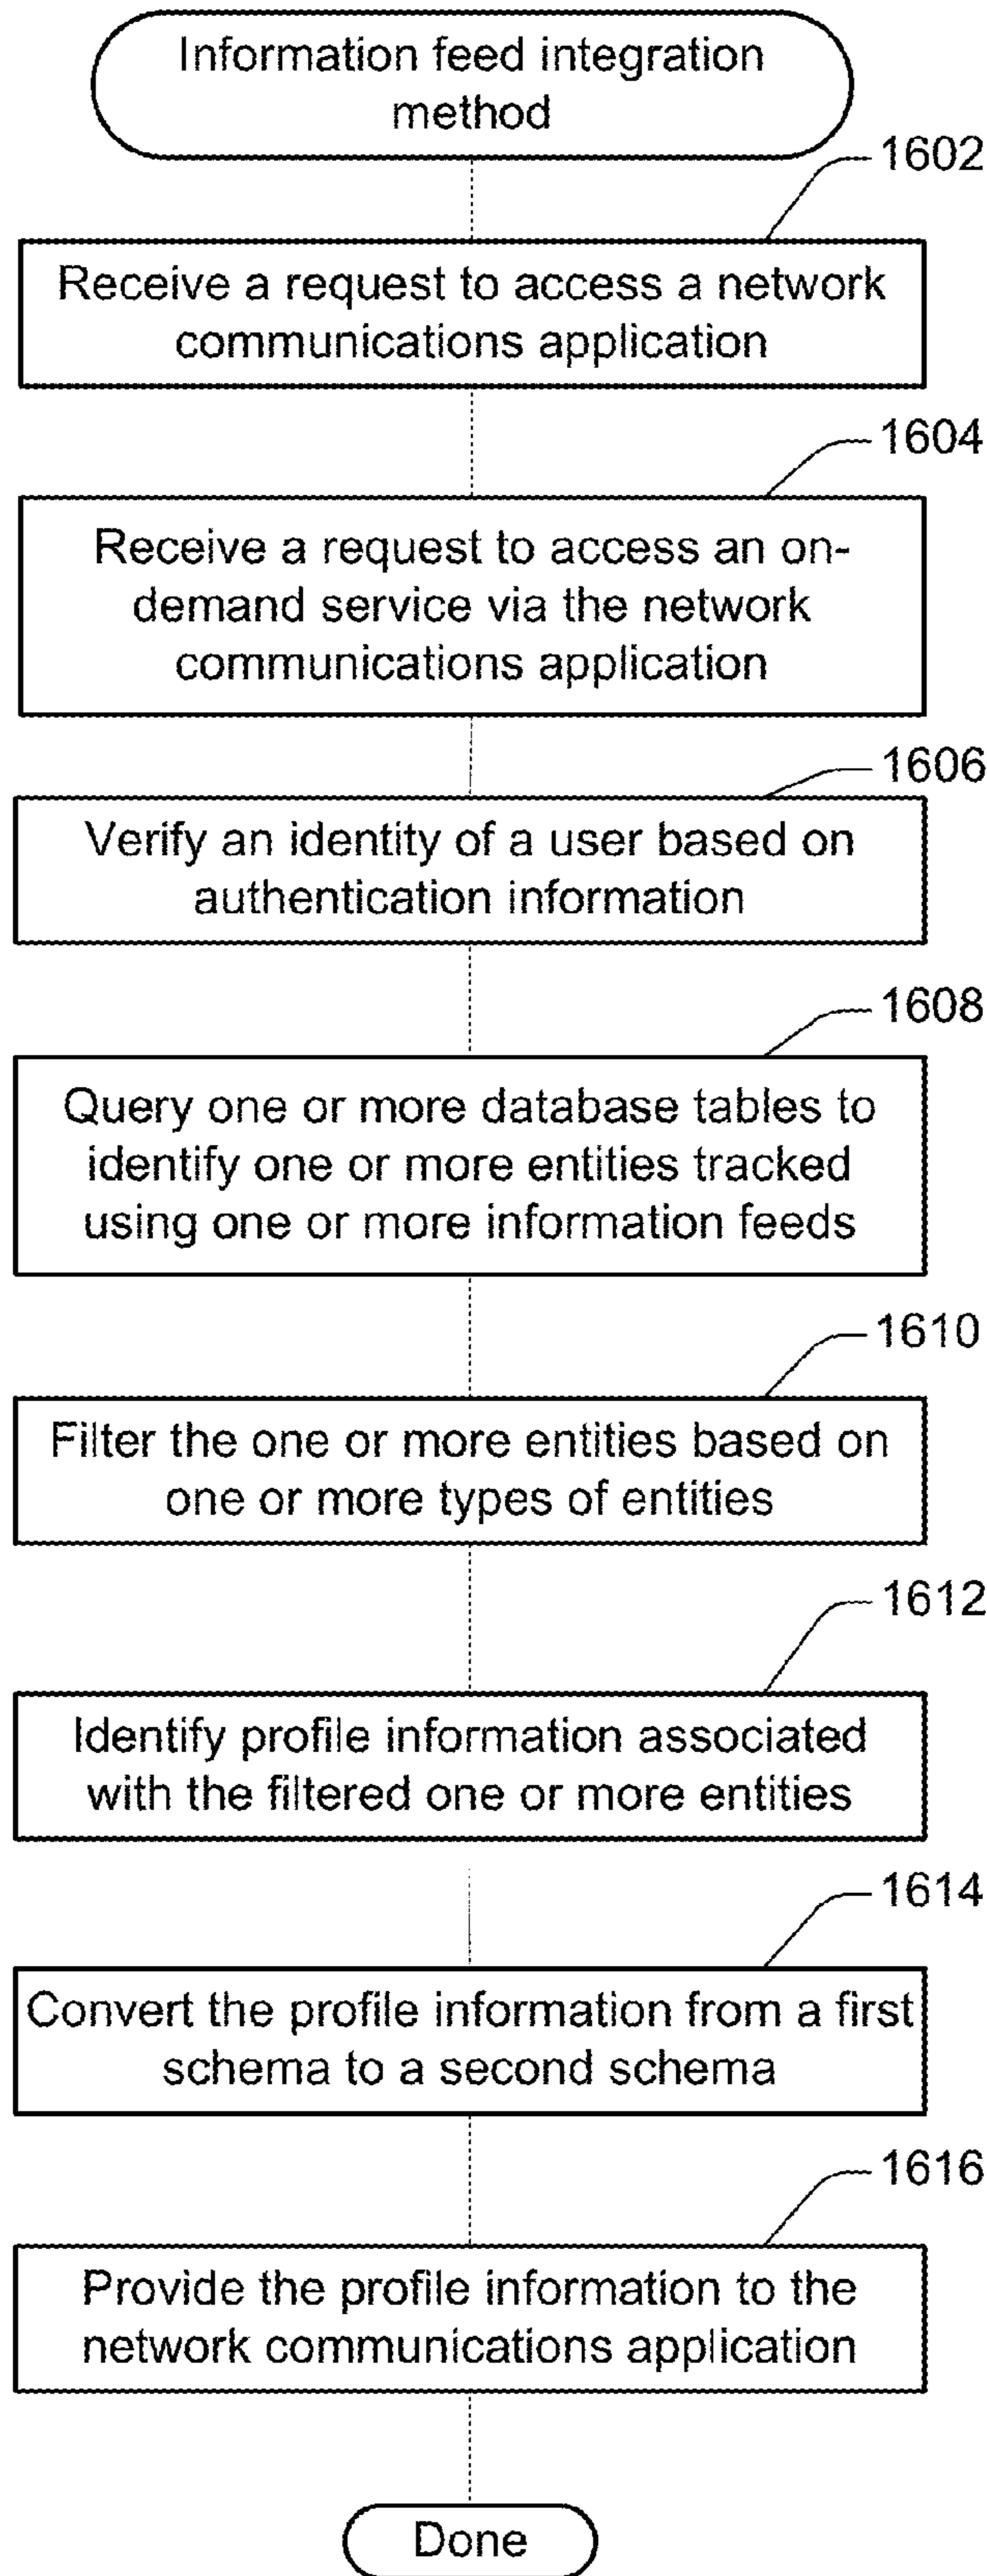 Information feed integration
method
1602
Receive a request to access a network
communications application
1604
Receive a request to access an on-
demand service via the network
communications application
1606
Verify an identity of a user based on
authentication information
1608
Query one or more database tables to
identify one or more entities tracked
using one or more information feeds
1610
Filter the one or more entities based on
one or more types of entities
1612
Identify profile information associated
with the filtered one or more entities
1614
Convert the profile information from a first
schema to a second schema
1616
Provide the profile information to the
network communications application
Done